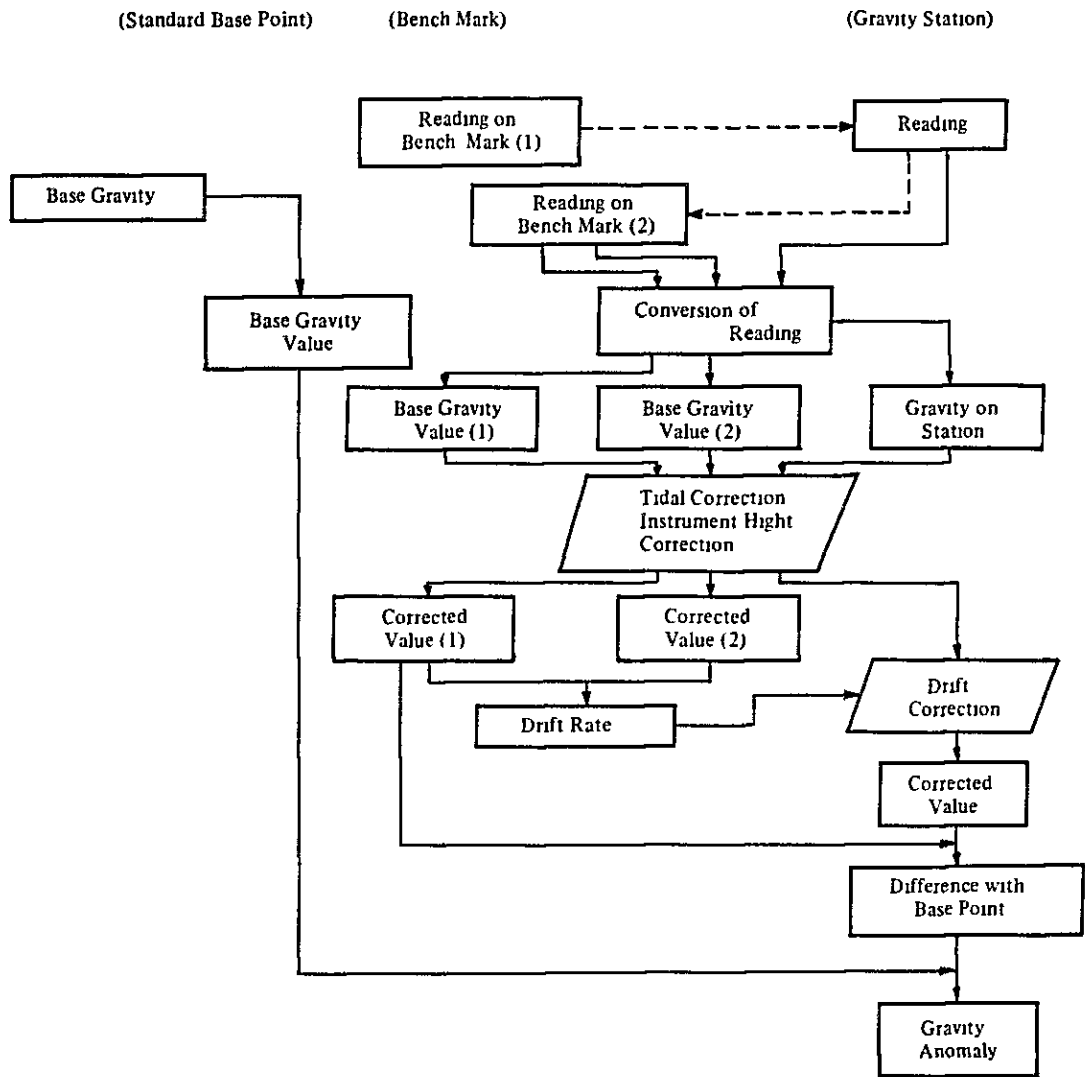 (Standard Base Point)
(Bench Mark)
(Gravity Station)
Reading on
Bench Mark (1)
Reading
Base Gravity
Reading on
Bench Mark (2)
Base Gravity
Value
Conversion of
Reading
Base Gravity
Value (1)
Base Gravity
Value (2)
Gravity on
Station
Tidal Correction
Instrument Hight
Correction
Corrected
Value (1)
Corrected
Value (2)
Drift
Correction
Drift Rate
Corrected
Value
Difference with
Base Point
Gravity
Anomaly